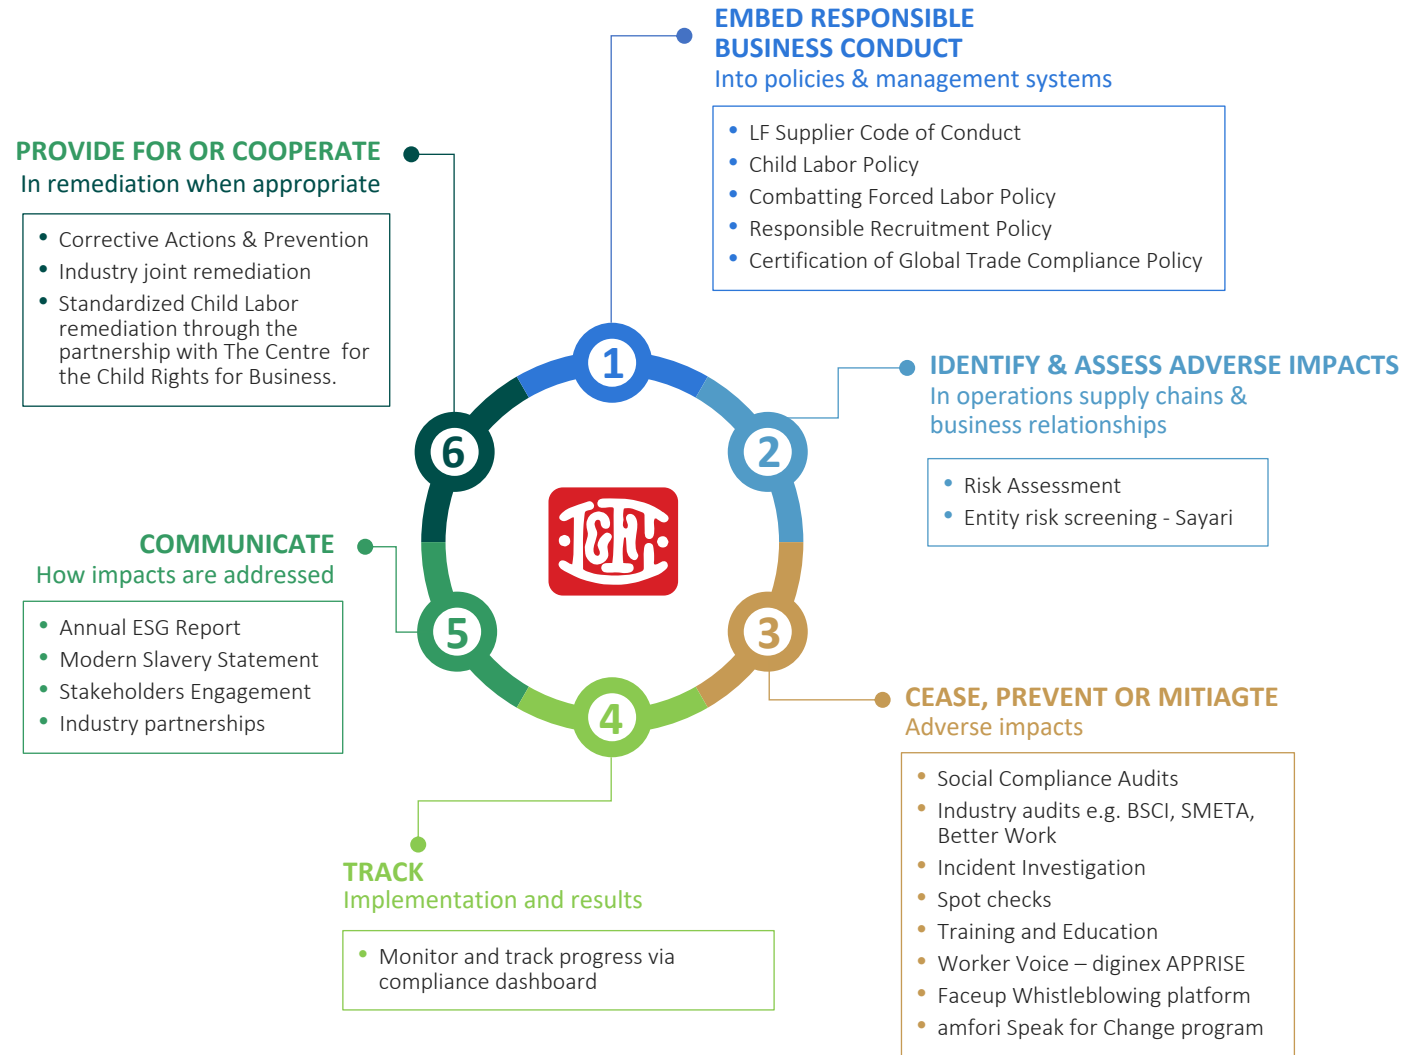 EMBED RESPONSIBLE
BUSINESS CONDUCT
Into policies & management systems
• LF Supplier Code of Conduct
• Child Labor Policy
• Combatting Forced Labor Policy
• Responsible Recruitment Policy
• Certification of Global Trade Compliance Policy
IDENTIFY & ASSESS ADVERSE IMPACTS
In operations supply chains &
business relationships
• Risk Assessment
• Entity risk screening - Sayari
CEASE, PREVENT OR MITIAGTE
Adverse impacts
• Social Compliance Audits
• Industry audits e.g. BSCI, SMETA,
Better Work
• Incident Investigation
• Spot checks
• Training and Education
• Worker Voice – diginex APPRISE
• Faceup Whistleblowing platform
• amfori Speak for Change program
TRACK
Implementation and results
• Monitor and track progress via
compliance dashboard
COMMUNICATE
How impacts are addressed
• Annual ESG Report
• Modern Slavery Statement
• Stakeholders Engagement
• Industry partnerships
PROVIDE FOR OR COOPERATE
In remediation when appropriate
• Corrective Actions & Prevention
• Industry joint remediation
• Standardized Child Labor
remediation through the
partnership with The Centre for
the Child Rights for Business.
1
2
3
4
5
6